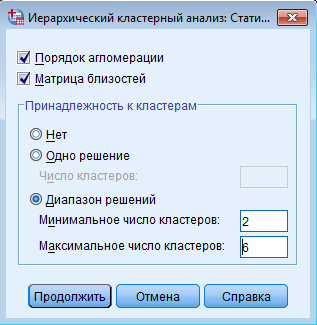 Иерархический кластерный анализ: Стати...
Порядок агломерации
Матрица близостей
Принадлежность к кластерам
Нет
Одно решение
Число кластеров:
Диапазон решений
Минимальное число кластеров: 2
Максимальное число кластеров: 6
Продолжить Отмена Справка